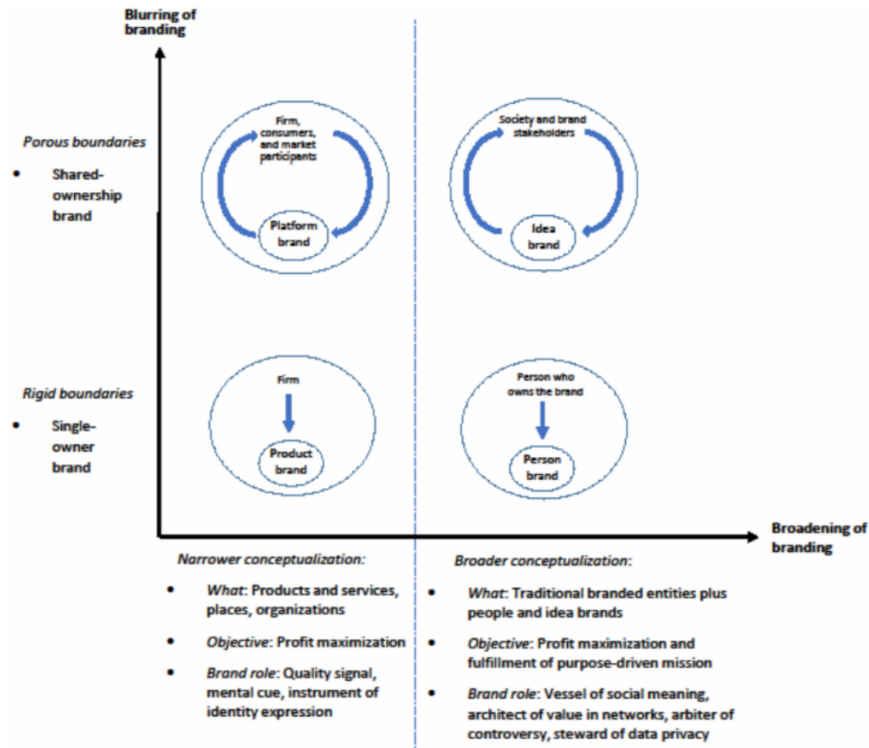 Blurring of
branding
Porous boundaries
• Shared-
ownership
brand
Firm,
consumers,
and market
participants
Platform
brand
Society and brand
stakeholders
Idea
brand
Rigid boundaries
• Single-
owner
brand
Firm
Product
brand
Person who
owns the brand
Person
brand
Broadening of
branding
Narrower conceptualization:
• What: Products and services,
places, organizations
• Objective: Profit maximization
• Brand role: Quality signal,
mental cue, instrument of
identity expression
Broader conceptualization:
• What: Traditional branded entities plus
people and idea brands
• Objective: Profit maximization and
fulfillment of purpose-driven mission
• Brand role: Vessel of social meaning,
architect of value in networks, arbiter of
controversy, steward of data privacy